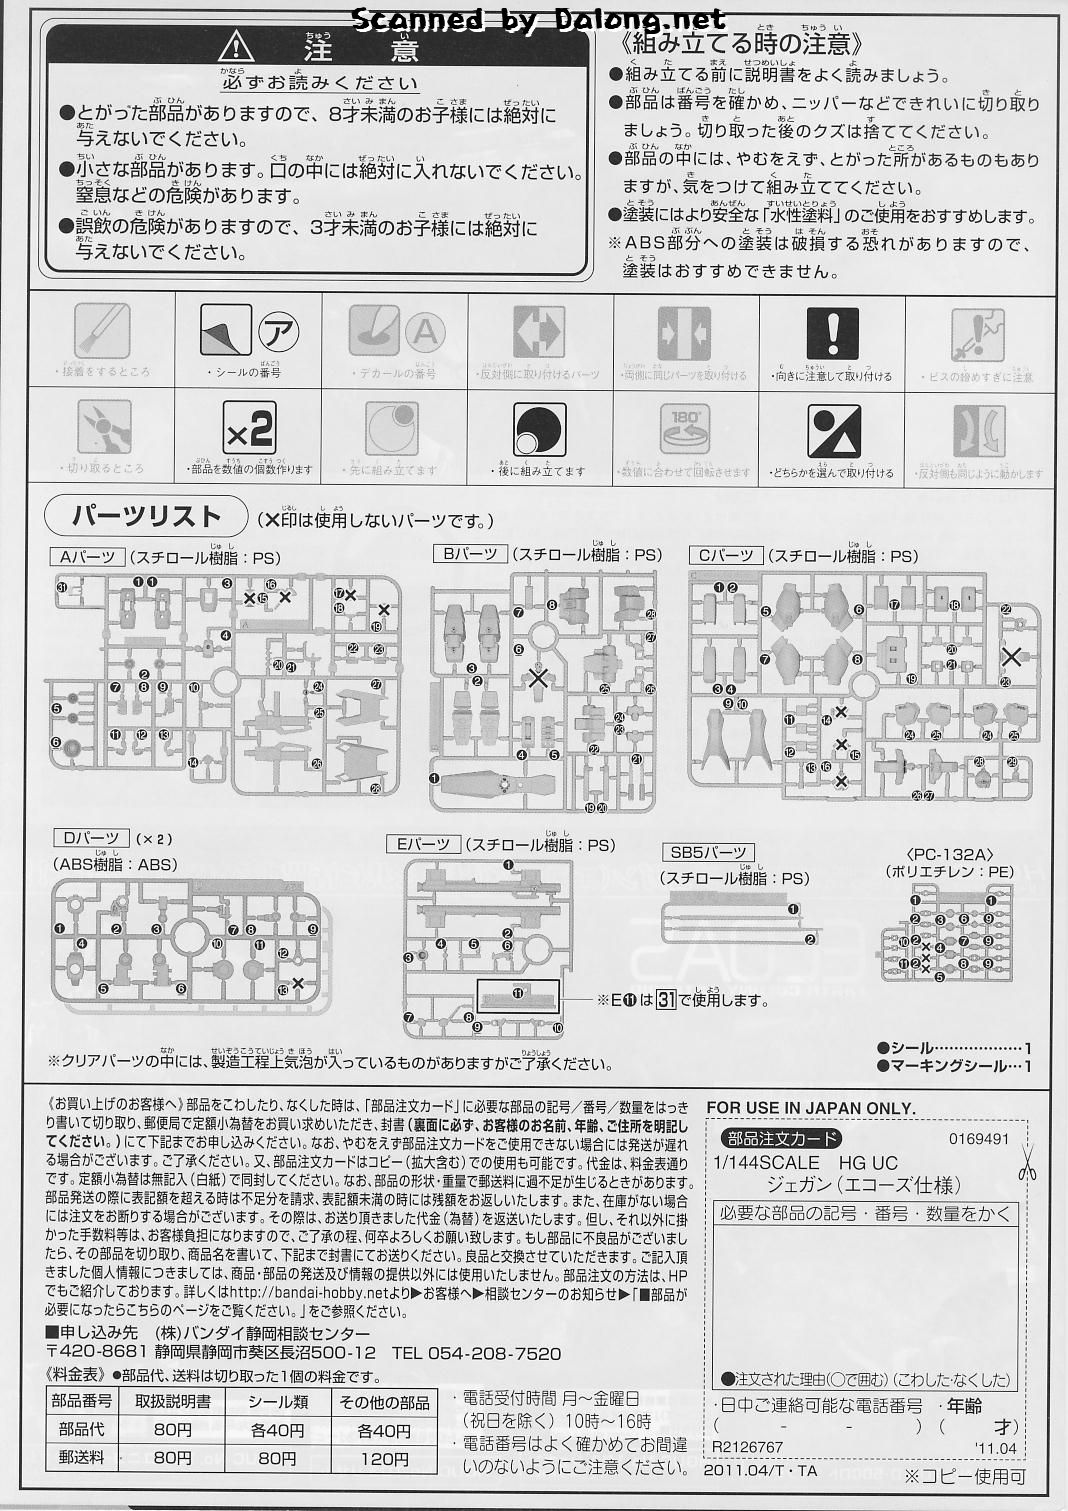 Scanned by Dalong.net
注意
必ずお読みください
●とがった部品がありますので、8才未満のお子様には絶対に
与えないでください。
●小さな部品があります。口の中には絶対に入れないでください。
窒息などの危険があります。
●誤飲の危険がありますので、3才未満のお子様には絶対に
与えないでください。
《組み立てる時の注意》
●組み立てる前に説明書をよく読みましょう。
●部品は番号を確かめ、ニッパーなどできれいに切り取り
ましょう。切り取った後のクズは捨ててください。
●部品の中には、やむをえず、とがった所があるものもあり
ますが、気をつけて組み立ててください。
●塗装にはより安全な「水性塗料」のご使用をおすすめします。
※ABS部分への塗装は破損する恐れがありますので、
塗装はおすすめできません。
ア
A
・接着をするところ
・シールの番号
・デカールの番号
・反対側に取り付けるパーツ
・両側に同じパーツを取り付ける
・向きに注意して取り付ける
・ビスの締めすぎに注意
×2
180°
・切り取るところ
・部品を数値の個数作ります
・先に組み立てます
・後に組み立てます
・数値に合わせて回転させます
・どちらかを選んで取り付ける
・反対側も同じように動かします
パーツリスト (×印は使用しないパーツです。)
Aパーツ (スチロール樹脂：PS)
Bパーツ (スチロール樹脂：PS)
Cパーツ (スチロール樹脂：PS)
Dパーツ (×2)
(ABS樹脂：ABS)
Eパーツ (スチロール樹脂：PS)
SB5パーツ
(スチロール樹脂：PS)
〈PC-132A〉
(ポリエチレン：PE)
※E⓫は31で使用します。
※クリアパーツの中には、製造工程上気泡が入っているものがありますがご了承ください。
●シール………………1
●マーキングシール…1
《お買い上げのお客様へ》部品をこわしたり、なくした時は、「部品注文カード」に必要な部品の記号／番号／数量をはっき
り書いて切り取り、郵便局で定額小為替をお買い求めいただき、封書(裏面に必ず、お客様のお名前、年齢、ご住所を明記し
てください。)にて下記までお申し込みください。なお、やむをえず部品注文カードをご使用できない場合には発送が遅れ
る場合がございます。ご了承ください。又、部品注文カードはコピー(拡大含む)での使用も可能です。代金は、料金表通り
です。定額小為替は無記入(白紙)で同封してください。なお、部品の形状・重量で郵送料に過不足が生じるときがあります。
部品発送の際に表記額を超える時は不足分を請求、表記額未満の時には残額をお返しいたします。また、在庫がない場合
には注文をお断りする場合がございます。その際は、お送り頂きました代金(為替)を返送いたします。但し、それ以外に掛
かった手数料等は、お客様負担になりますので、ご了承の程、何卒よろしくお願い致します。もし部品に不良品がございまし
たら、その部品を切り取り、商品名を書いて、下記まで封書にてお送りください。良品と交換させていただきます。ご記入頂
きました個人情報につきましては、商品・部品の発送及び情報の提供以外には使用いたしません。部品注文の方法は、HP
でもご紹介しております。詳しくはhttp://bandai-hobby.netより▶お客様へ▶相談センターのお知らせ▶「■部品が
必要になったらこちらのページをご覧ください。」をご参照ください。
■申し込み先 (株)バンダイ静岡相談センター
〒420-8681 静岡県静岡市葵区長沼500-12 TEL 054-208-7520
《料金表》 ●部品代、送料は切り取った1個の料金です。
部品番号 取扱説明書 シール類 その他の部品
部品代 80円 各40円 各40円
郵送料 80円 80円 120円
・電話受付時間 月〜金曜日
(祝日を除く) 10時〜16時
・電話番号はよく確かめてお間違
いのないようにご注意ください。
FOR USE IN JAPAN ONLY.
部品注文カード 0169491
1/144SCALE HG UC
ジェガン(エコーズ仕様)
必要な部品の記号・番号・数量をかく
●注文された理由(○で囲む)(こわした・なくした)
・日中ご連絡可能な電話番号 ・年齢
( - - ) ( 才)
R2126767 '11.04
2011.04/T・TA
※コピー使用可